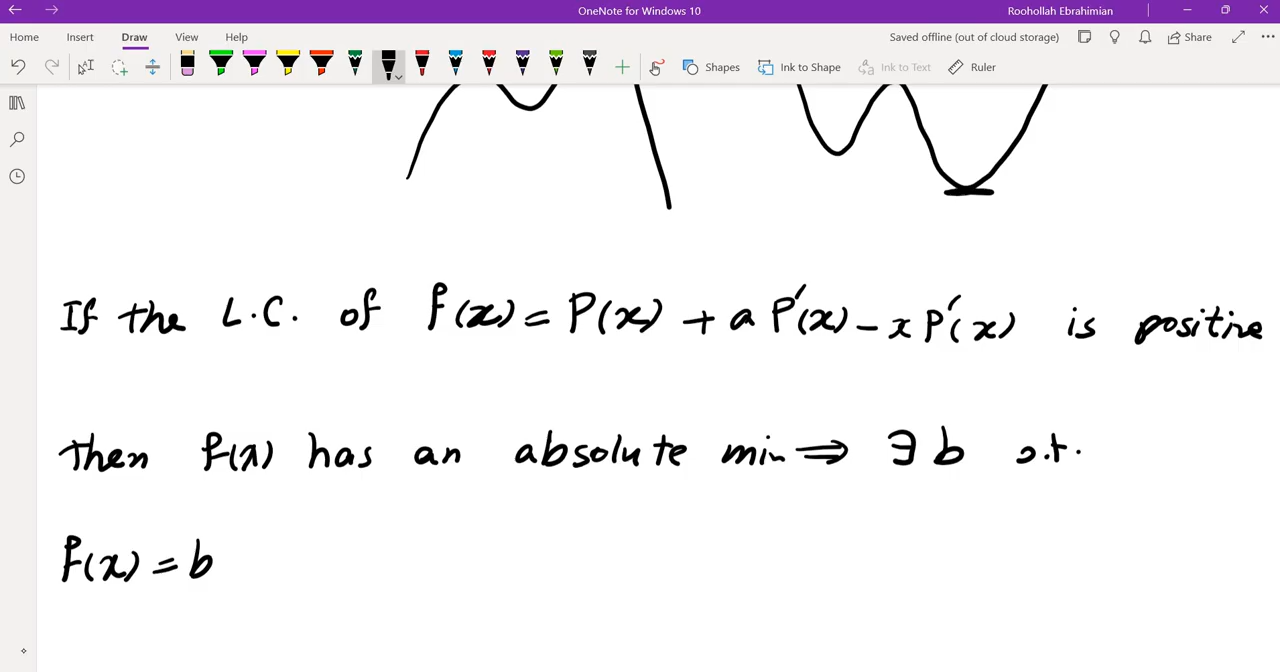 OneNote for Windows 10
Roohollah Ebrahimian
Home Insert Draw View Help
Saved offline (out of cloud storage)
Share
Shapes
Ink to Shape
Ink to Text
Ruler
If the L.C. of f(x) = P(x) + a P'(x) - x P'(x) is positive
then f(x) has an absolute min ⟹ ∃ b s.t.
f(x) = b